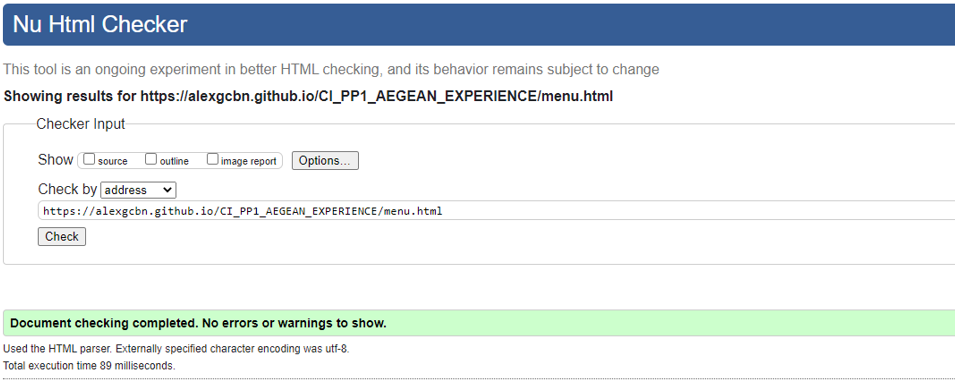 Nu Html Checker
This tool is an ongoing experiment in better HTML checking, and its behavior remains subject to change
Showing results for https://alexgcbn.github.io/CI_PP1_AEGEAN_EXPERIENCE/menu.html
Checker Input
Show source outline image report Options...
Check by address
https://alexgcbn.github.io/CI_PP1_AEGEAN_EXPERIENCE/menu.html
Check
Document checking completed. No errors or warnings to show.
Used the HTML parser. Externally specified character encoding was utf-8.
Total execution time 89 milliseconds.